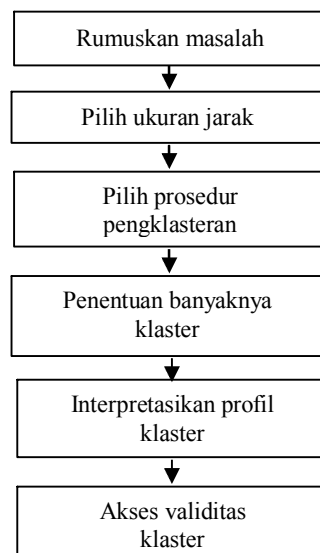 Rumuskan masalah
Pilih ukuran jarak
Pilih prosedur
pengklasteran
Penentuan banyaknya
klaster
Interpretasikan profil
klaster
Akses validitas
klaster